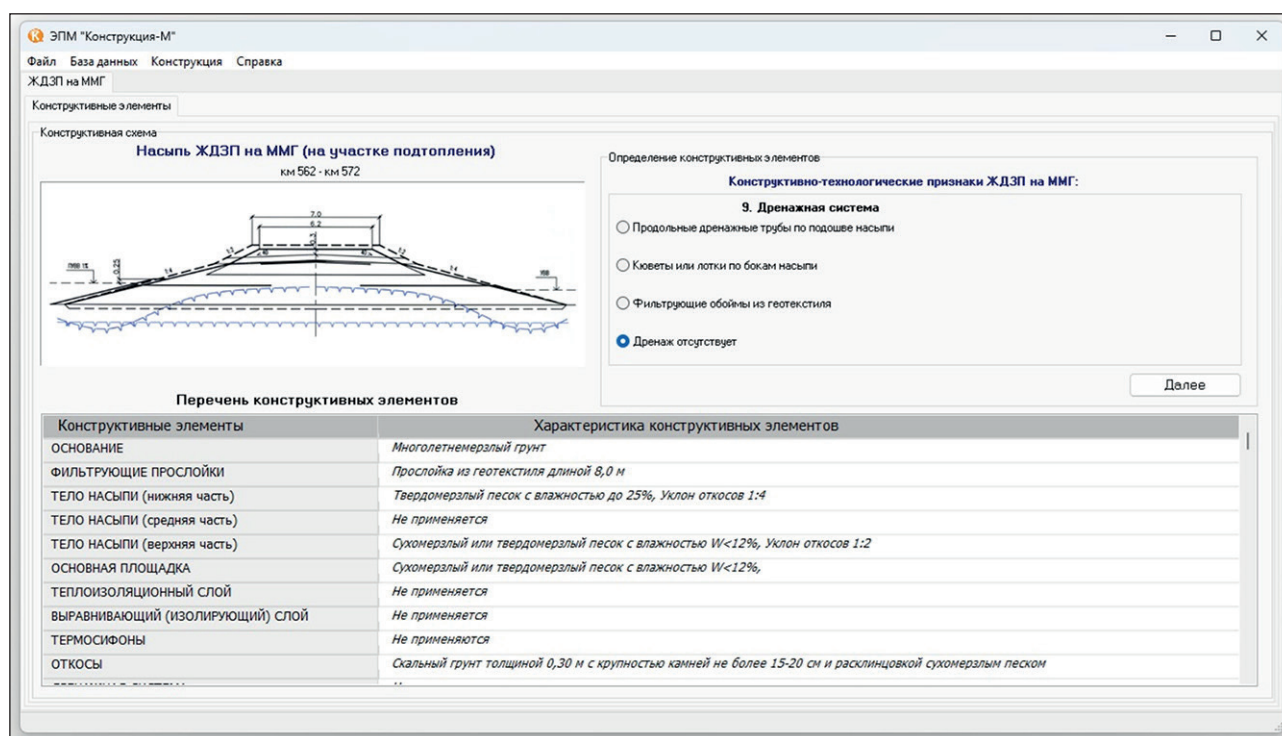 ЭПМ "Конструкция-М"
Файл База данных Конструкция Справка
ЖДЗП на ММГ
Конструктивные элементы
Конструктивная схема
Насыпь ЖДЗП на ММГ (на участке подтопления)
км 562 - км 572
7.0
6.2
0.25
1:4
1:4
Определение конструктивных элементов
Конструктивно-технологические признаки ЖДЗП на ММГ:
9. Дренажная система
Продольные дренажные трубы по подошве насыпи
Кюветы или лотки по бокам насыпи
Фильтрующие обоймы из геотекстиля
Дренаж отсутствует
Далее
Перечень конструктивных элементов
Конструктивные элементы Характеристика конструктивных элементов
ОСНОВАНИЕ Многолетнемерзлый грунт
ФИЛЬТРУЮЩИЕ ПРОСЛОЙКИ Прослойка из геотекстиля длиной 8,0 м
ТЕЛО НАСЫПИ (нижняя часть) Твердомерзлый песок с влажностью до 25%, Уклон откосов 1:4
ТЕЛО НАСЫПИ (средняя часть) Не применяется
ТЕЛО НАСЫПИ (верхняя часть) Сухомерзлый или твердомерзлый песок с влажностью W<12%, Уклон откосов 1:2
ОСНОВНАЯ ПЛОЩАДКА Сухомерзлый или твердомерзлый песок с влажностью W<12%,
ТЕПЛОИЗОЛЯЦИОННЫЙ СЛОЙ Не применяется
ВЫРАВНИВАЮЩИЙ (ИЗОЛИРУЮЩИЙ) СЛОЙ Не применяется
ТЕРМОСИФОНЫ Не применяются
ОТКОСЫ Скальный грунт толщиной 0,30 м с крупностью камней не более 15-20 см и расклинцовкой сухомерзлым песком